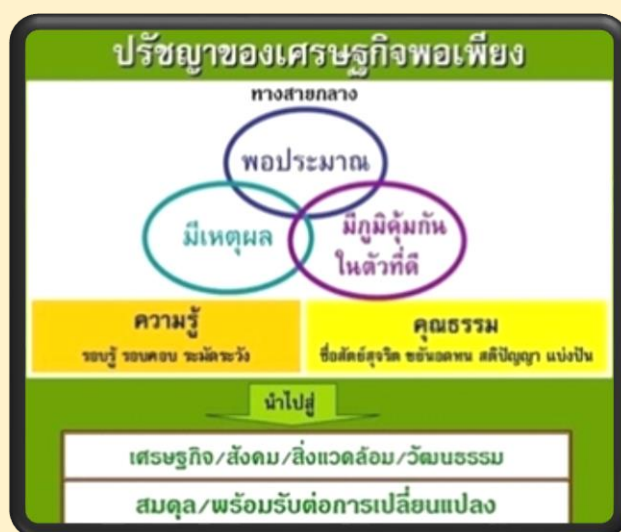 ปรัชญาของเศรษฐกิจพอเพียง
ทางสายกลาง
พอประมาณ
มีเหตุผล
มีภูมิคุ้มกัน
ในตัวที่ดี
ความรู้
รอบรู้ รอบคอบ ระมัดระวัง
คุณธรรม
ซื่อสัตย์สุจริต ขยันอดทน สติปัญญา แบ่งปัน
นำไปสู่
เศรษฐกิจ/สังคม/สิ่งแวดล้อม/วัฒนธรรม
สมดุล/พร้อมรับต่อการเปลี่ยนแปลง